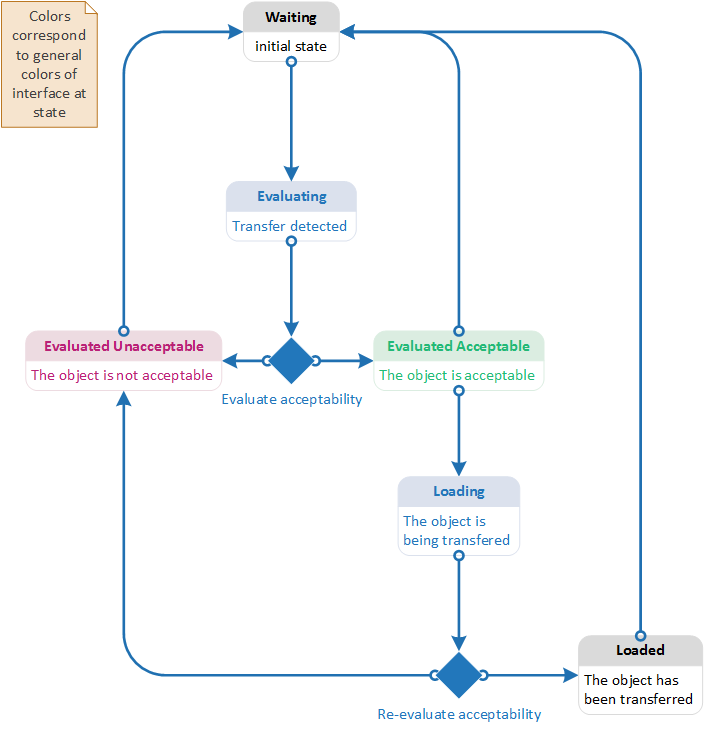 Colors
correspond
to general
colors of
interface at
state
Waiting
initial state
Evaluating
Transfer detected
Evaluated Unacceptable
The object is not acceptable
Evaluate acceptability
Evaluated Acceptable
The object is acceptable
Loading
The object is
being transfered
Re-evaluate acceptability
Loaded
The object has
been transferred